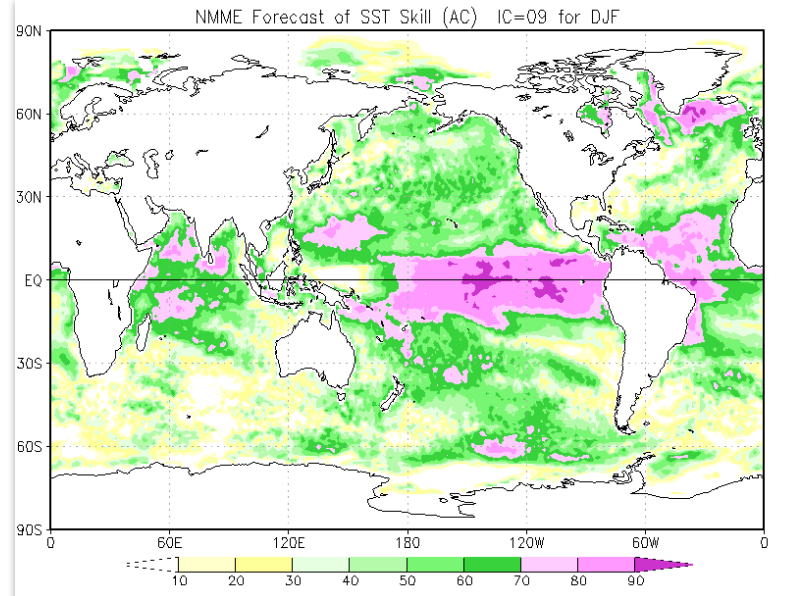 NMME Forecast of SST Skill (AC)  IC=09 for DJF
90N
60N
30N
EQ
30S
60S
90S
0 60E 120E 180 120W 60W 0
10 20 30 40 50 60 70 80 90